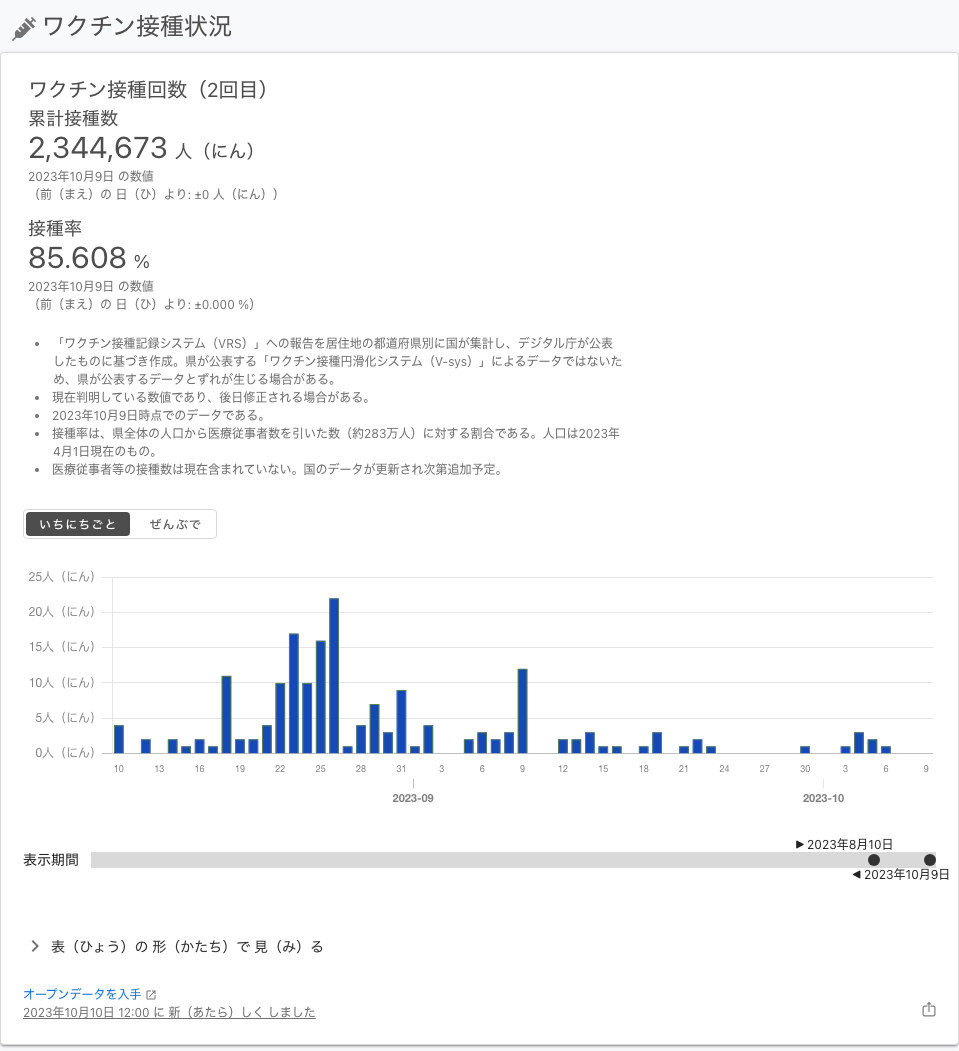 ワクチン接種状況
ワクチン接種回数（2回目）
累計接種数
2,344,673 人（にん）
2023年10月9日 の数値
（前（まえ）の 日（ひ）より: ±0 人（にん））
接種率
85.608 %
2023年10月9日 の数値
（前（まえ）の 日（ひ）より: ±0.000 %）
• 「ワクチン接種記録システム（VRS）」への報告を居住地の都道府県別に国が集計し、デジタル庁が公表
したものに基づき作成。県が公表する「ワクチン接種円滑化システム（V-sys）」によるデータではないた
め、県が公表するデータとずれが生じる場合がある。
• 現在判明している数値であり、後日修正される場合がある。
• 2023年10月9日時点でのデータである。
• 接種率は、県全体の人口から医療従事者数を引いた数（約283万人）に対する割合である。人口は2023年
4月1日現在のもの。
• 医療従事者等の接種数は現在含まれていない。国のデータが更新され次第追加予定。
いちにちごと ぜんぶで
25人（にん）
20人（にん）
15人（にん）
10人（にん）
5人（にん）
0人（にん）
10 13 16 19 22 25 28 31 3 6 9 12 15 18 21 24 27 30 3 6 9
2023-09 2023-10
▶ 2023年8月10日
表示期間
◀ 2023年10月9日
表（ひょう）の 形（かたち）で 見（み）る
オープンデータを入手
2023年10月10日 12:00 に 新（あたら）しく しました